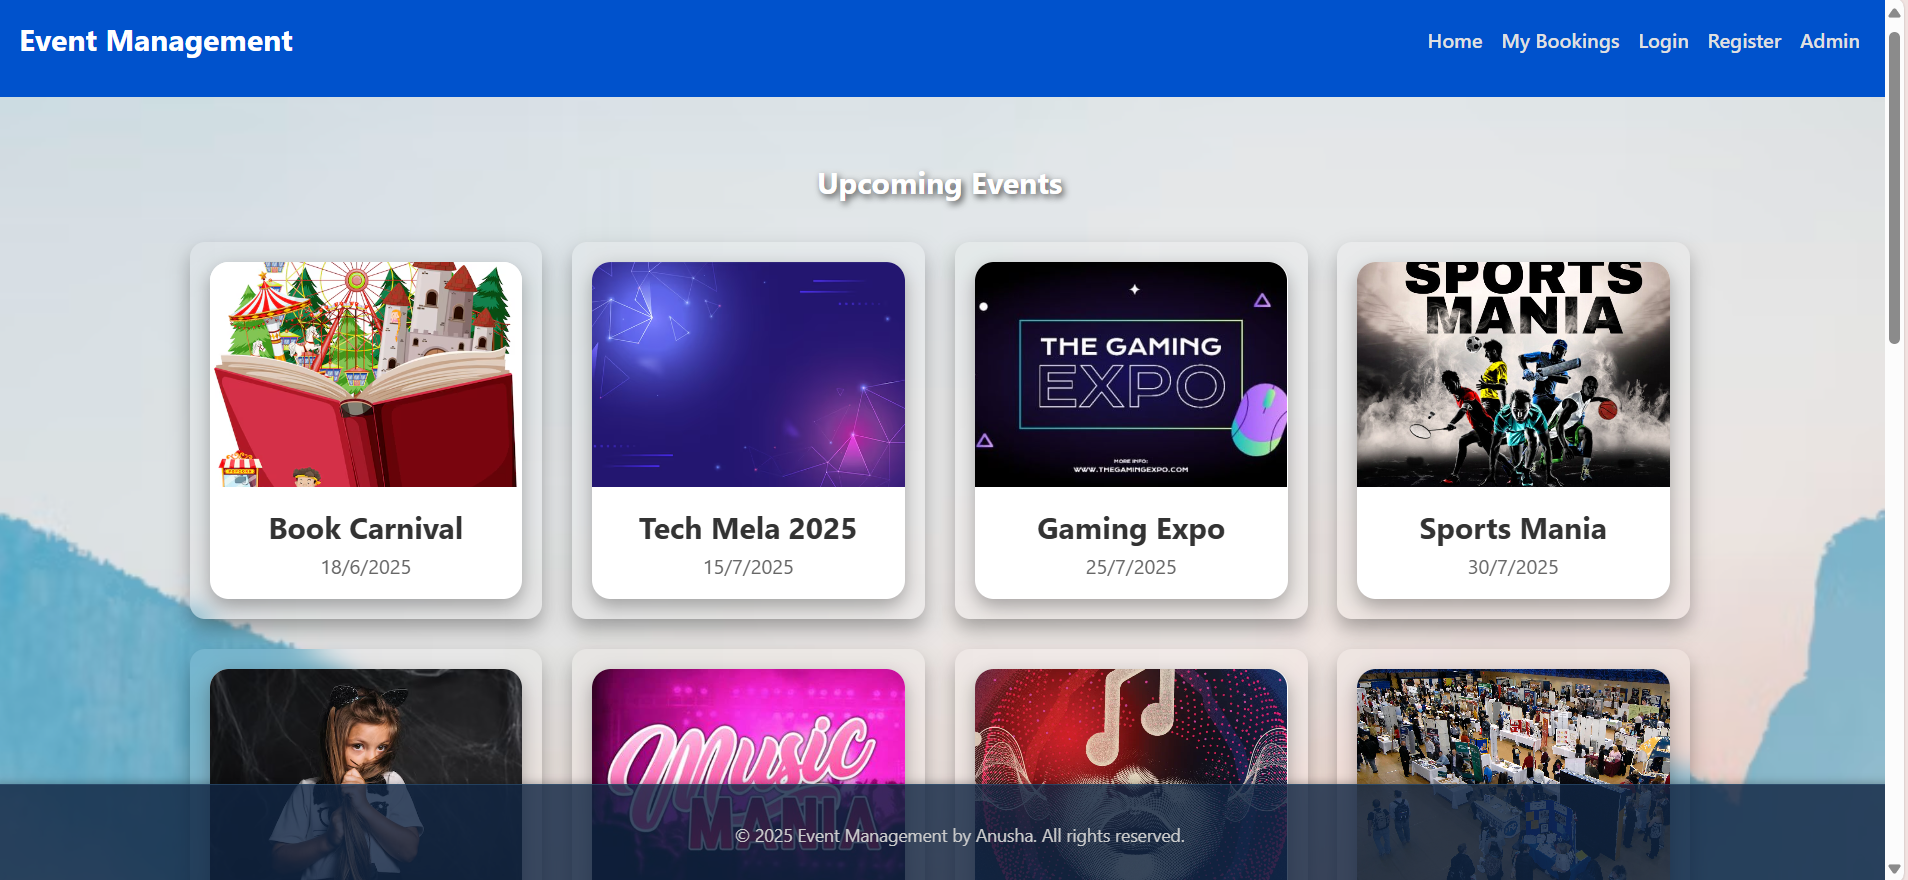 Event Management
Home My Bookings Login Register Admin
Upcoming Events
THE GAMING
EXPO
MORE INFO:
WWW.THEGAMINGEXPO.COM
SPORTS
MANIA
POPCORN
Book Carnival
18/6/2025
Tech Mela 2025
15/7/2025
Gaming Expo
25/7/2025
Sports Mania
30/7/2025
Music
MANIA
© 2025 Event Management by Anusha. All rights reserved.